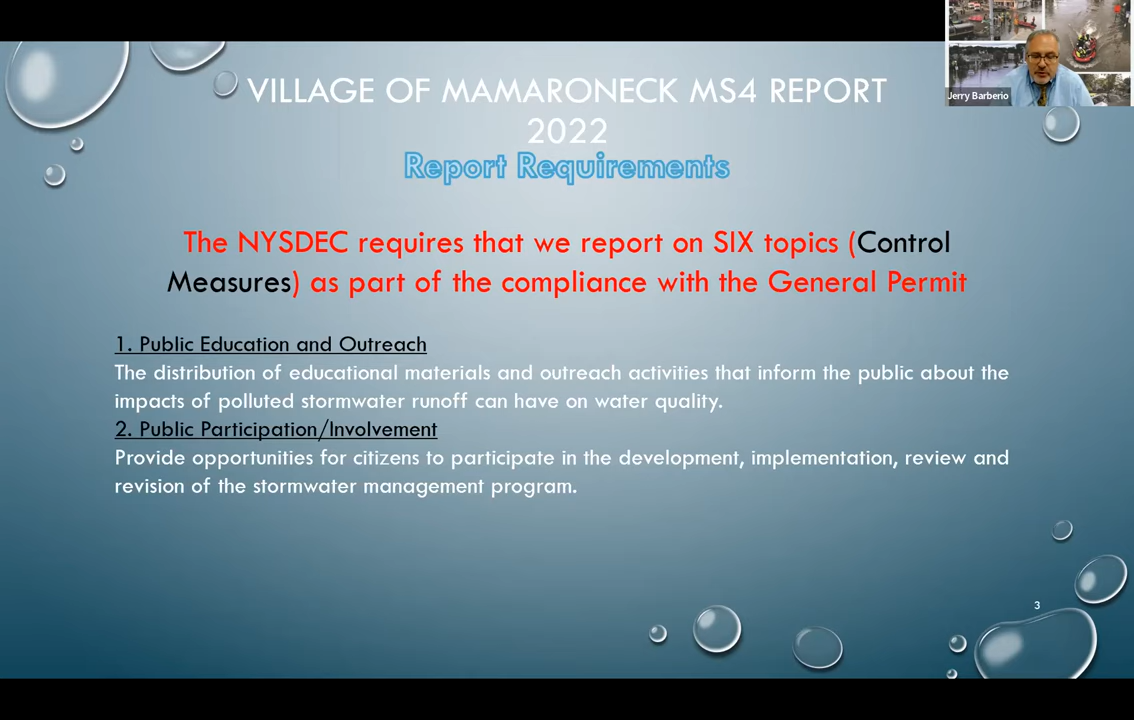 VILLAGE OF MAMARONECK MS4 REPORT
2022
Report Requirements
The NYSDEC requires that we report on SIX topics (Control
Measures) as part of the compliance with the General Permit
1. Public Education and Outreach
The distribution of educational materials and outreach activities that inform the public about the
impacts of polluted stormwater runoff can have on water quality.
2. Public Participation/Involvement
Provide opportunities for citizens to participate in the development, implementation, review and
revision of the stormwater management program.
3
Jerry Barberio